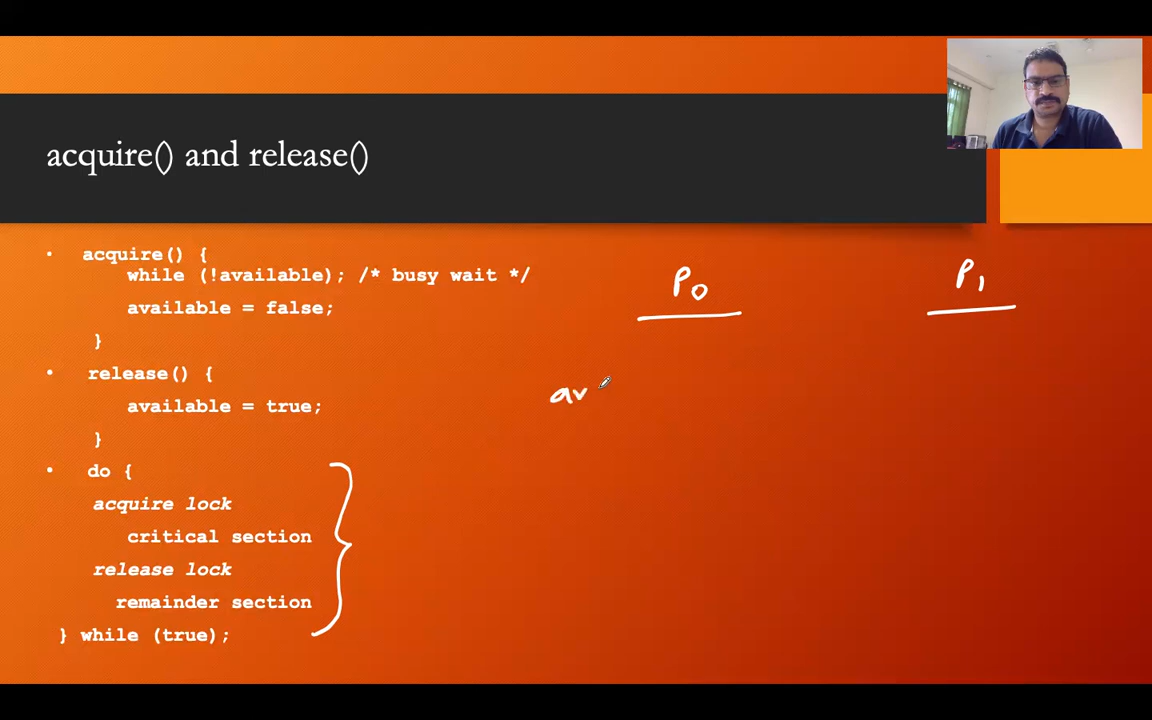 acquire() and release()
• acquire() {
while (!available); /* busy wait */
available = false;
}
• release() {
available = true;
}
• do {
acquire lock
critical section
release lock
remainder section
} while (true);
P0
P1
av